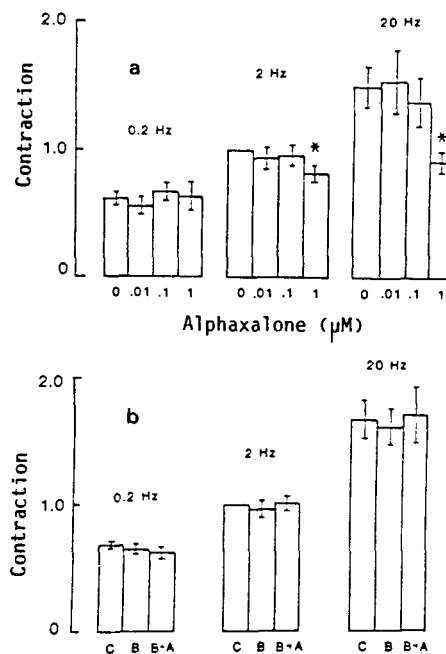 2.0
a
20 Hz
*
2 Hz
0.2 Hz
*
1.0
Contraction
0
0 .01 .1 1 0 .01 .1 1 0 .01 .1 1
Alphaxalone (µM)
2.0
20 Hz
b
2 Hz
0.2 Hz
1.0
Contraction
0
C B B+A C B B+A C B B+A